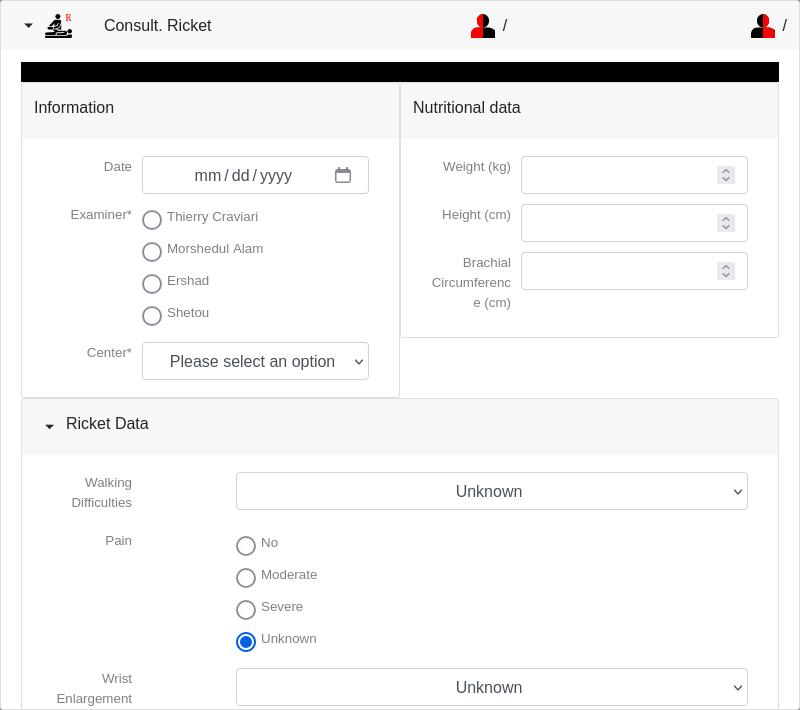 R
Consult. Ricket
/
/
Information
Nutritional data
Date
mm/dd/yyyy
Weight (kg)
Examiner*
Thierry Craviari
Morshedul Alam
Ershad
Shetou
Height (cm)
Brachial
Circumferenc
e (cm)
Center*
Please select an option
Ricket Data
Walking
Difficulties
Unknown
Pain
No
Moderate
Severe
Unknown
Wrist
Enlargement
Unknown